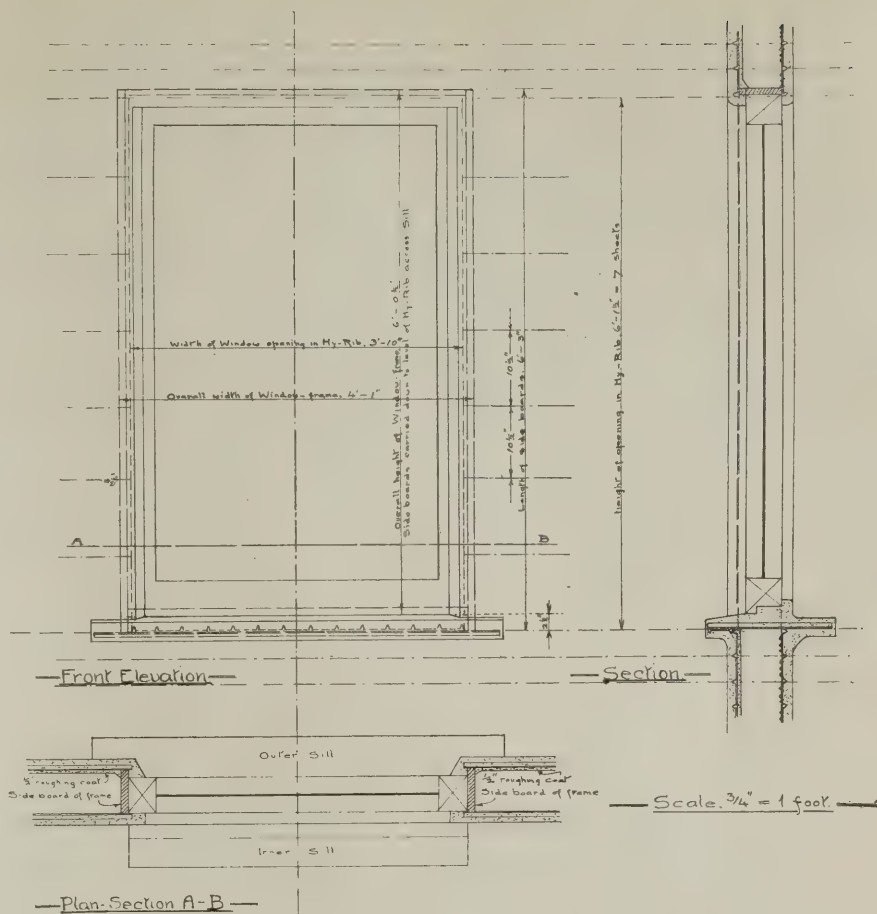 Width of Window opening in Hy-Rib, 3'-10"
Overall width of Window-frame, 4'-1"
Overall height of Window frame, 6'-0½"
Side boards carried down to level of Hy-Rib across Sill
10½"
10½"
Length of side boards, 6'-3"
Height of opening in Hy-Rib, 6'-1½" = 7 Sheets
A
B
2½"
Front Elevation
Section
Outer Sill
½" roughing coat
Side board of frame
½" roughing coat
Side board of frame
Scale. 3/4" = 1 foot.
Inner Sill
Plan-Section A-B